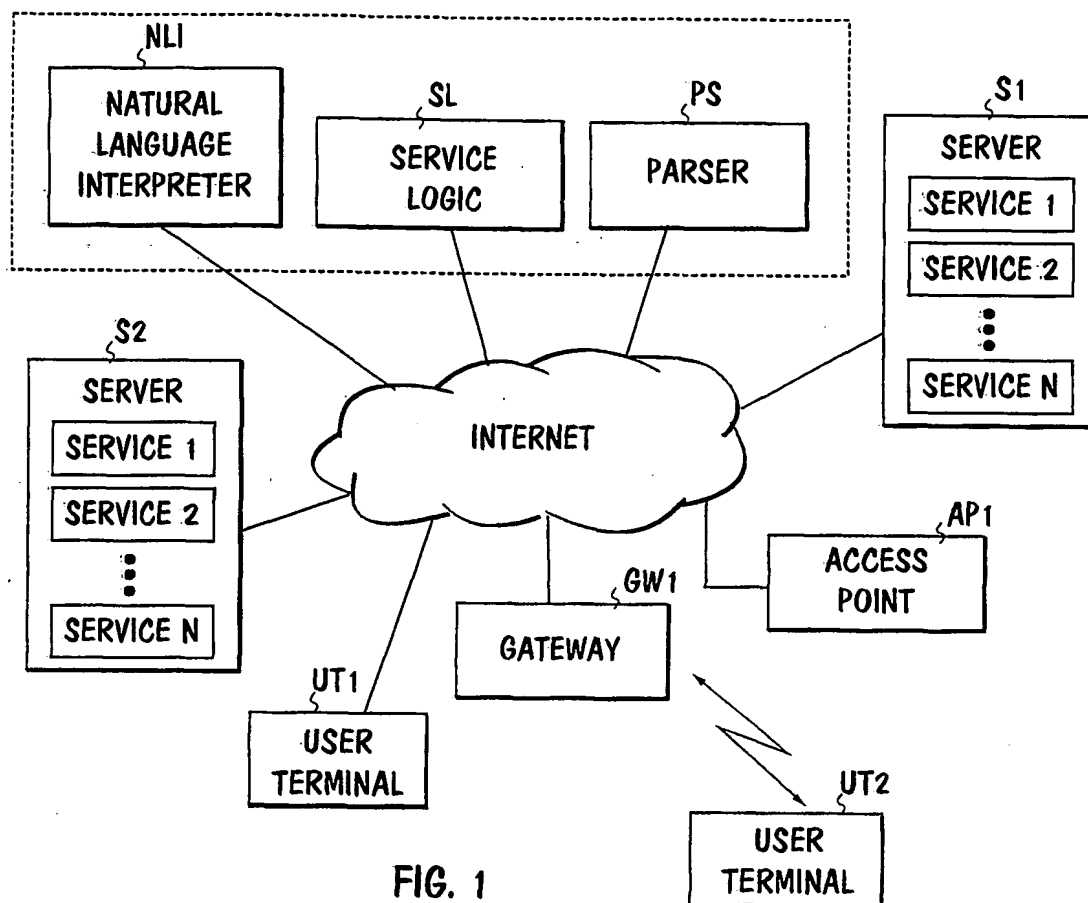 NLI
NATURAL
LANGUAGE
INTERPRETER
SL
SERVICE
LOGIC
PS
PARSER
S1
SERVER
SERVICE 1
SERVICE 2
SERVICE N
S2
SERVER
SERVICE 1
SERVICE 2
SERVICE N
INTERNET
AP1
ACCESS
POINT
GW1
GATEWAY
UT1
USER
TERMINAL
UT2
USER
TERMINAL
FIG. 1